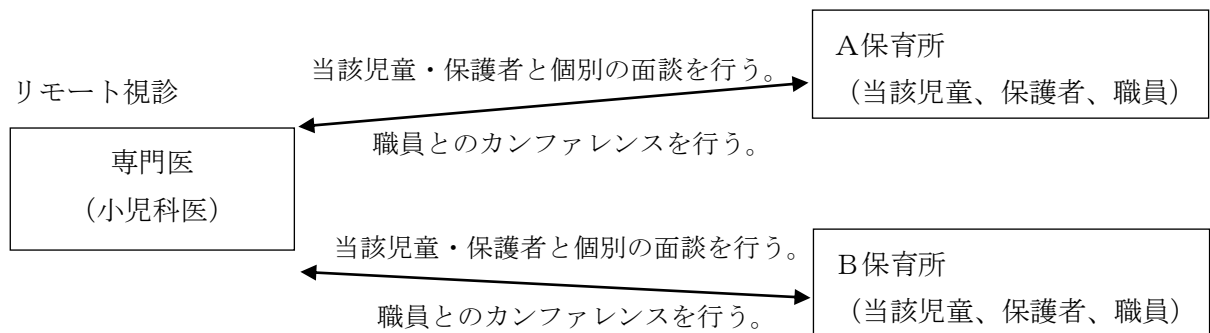 リモート視診
専門医
（小児科医）
当該児童・保護者と個別の面談を行う。
職員とのカンファレンスを行う。
A保育所
（当該児童、保護者、職員）
当該児童・保護者と個別の面談を行う。
職員とのカンファレンスを行う。
B保育所
（当該児童、保護者、職員）